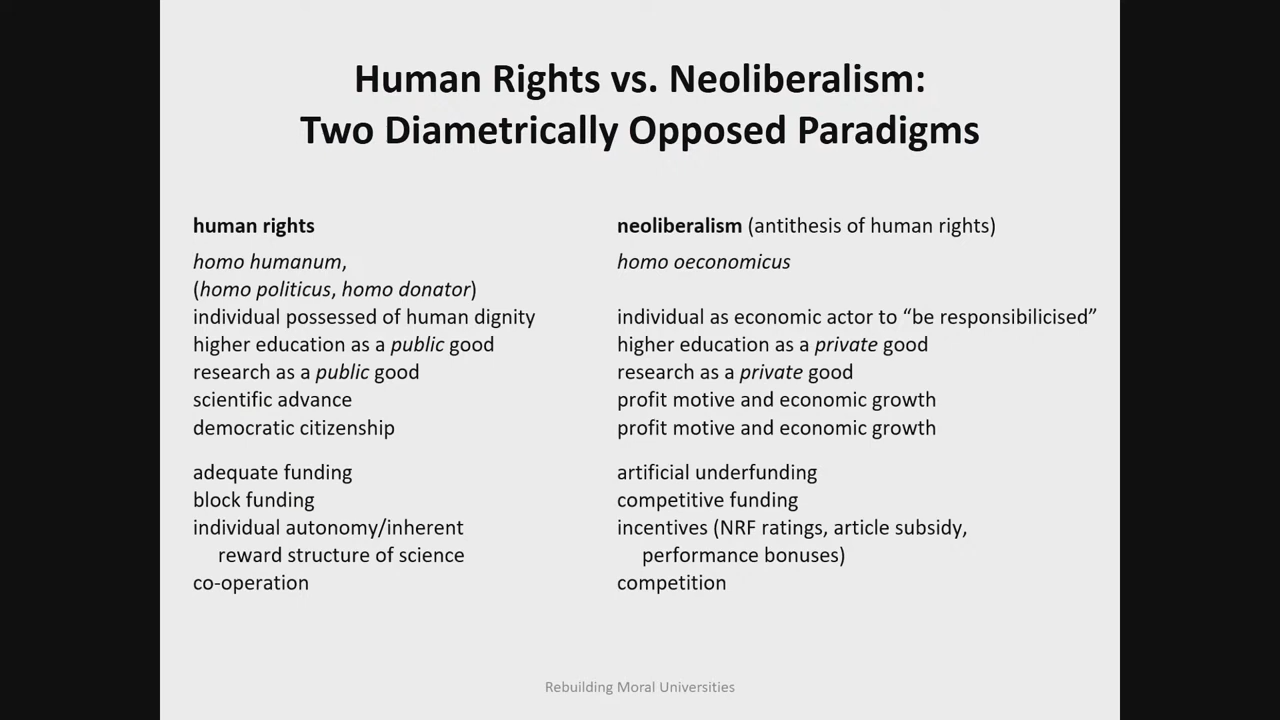 Human Rights vs. Neoliberalism:
Two Diametrically Opposed Paradigms
human rights
neoliberalism (antithesis of human rights)
homo humanum,
homo oeconomicus
(homo politicus, homo donator)
individual possessed of human dignity
individual as economic actor to “be responsibilicised”
higher education as a public good
higher education as a private good
research as a public good
research as a private good
scientific advance
profit motive and economic growth
democratic citizenship
profit motive and economic growth
adequate funding
artificial underfunding
block funding
competitive funding
individual autonomy/inherent
incentives (NRF ratings, article subsidy,
reward structure of science
performance bonuses)
co-operation
competition
Rebuilding Moral Universities